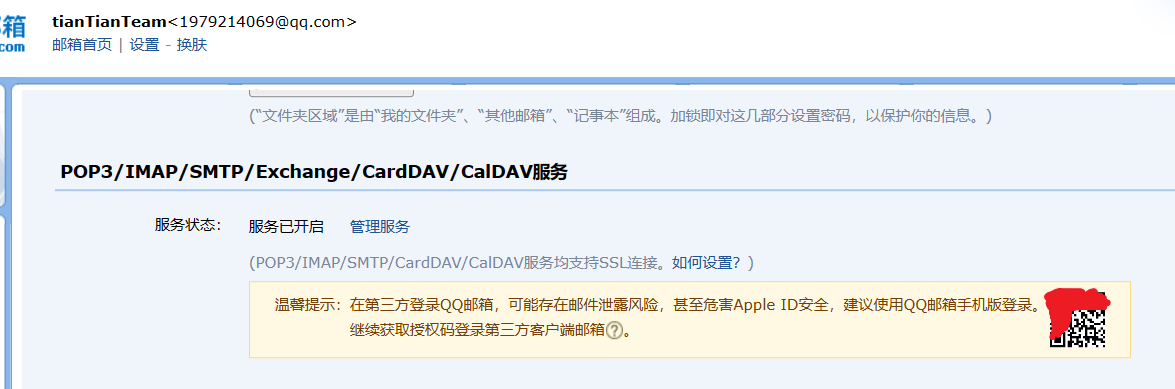 箱
.com
tianTianTeam<1979214069@qq.com>
邮箱首页 | 设置 - 换肤
(“文件夹区域”是由“我的文件夹”、“其他邮箱”、“记事本”组成。加锁即对这几部分设置密码，以保护你的信息。)
POP3/IMAP/SMTP/Exchange/CardDAV/CalDAV服务
服务状态： 服务已开启 管理服务
(POP3/IMAP/SMTP/CardDAV/CalDAV服务均支持SSL连接。如何设置？)
温馨提示：在第三方登录QQ邮箱，可能存在邮件泄露风险，甚至危害Apple ID安全，建议使用QQ邮箱手机版登录。
继续获取授权码登录第三方客户端邮箱?。